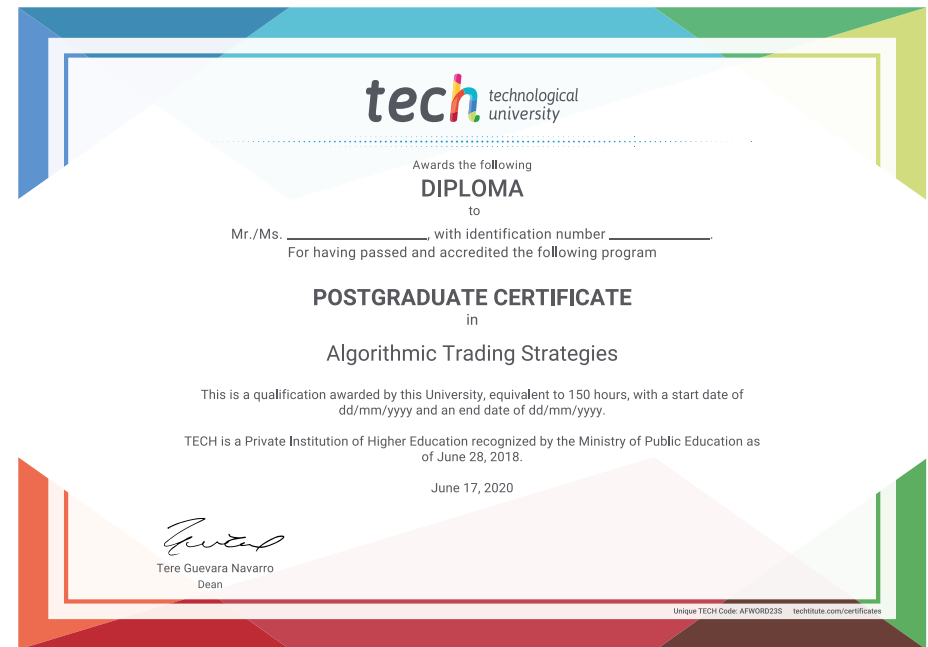 tech technological
university
Awards the following
DIPLOMA
to
Mr./Ms. ____________________, with identification number ______________.
For having passed and accredited the following program
POSTGRADUATE CERTIFICATE
in
Algorithmic Trading Strategies
This is a qualification awarded by this University, equivalent to 150 hours, with a start date of
dd/mm/yyyy and an end date of dd/mm/yyyy.
TECH is a Private Institution of Higher Education recognized by the Ministry of Public Education as
of June 28, 2018.
June 17, 2020
Tere Guevara Navarro
Dean
Unique TECH Code: AFWORD23S techtitute.com/certificates